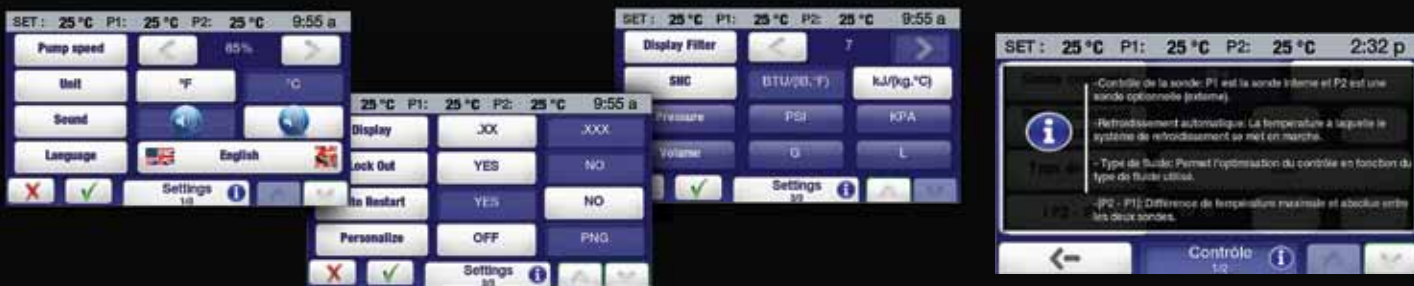 SET: 25 °C P1: 25 °C P2: 25 °C 9:55 a
Pump speed 65%
Unit °F °C
Sound
Language English
Settings
1/3
25 °C P1: 25 °C P2: 25 °C 9:55 a
Display .XX .XXX
Lock Out YES NO
to Restart YES NO
Personalize OFF PNG
Settings
SET: 25 °C P1: 25 °C P2: 25 °C 9:55 a
Display Filter 7
SHC BTU/(lb.°F) kJ/(kg.°C)
Pressure PSI KPA
Volume G L
Settings
SET: 25 °C P1: 25 °C P2: 25 °C 2:32 p
-Contrôle de la sonde: P1 est la sonde interne et P2 est une
sonde optionnelle (externe).
-Refroidissement automatique: La température à laquelle le
système de refroidissement se met en marche.
- Type de fluide: Permet l'optimisation du contrôle en fonction du
type de fluide utilisé.
-|P2 - P1|: Différence de température maximale et absolue entre
les deux sondes.
Contrôle
1/2